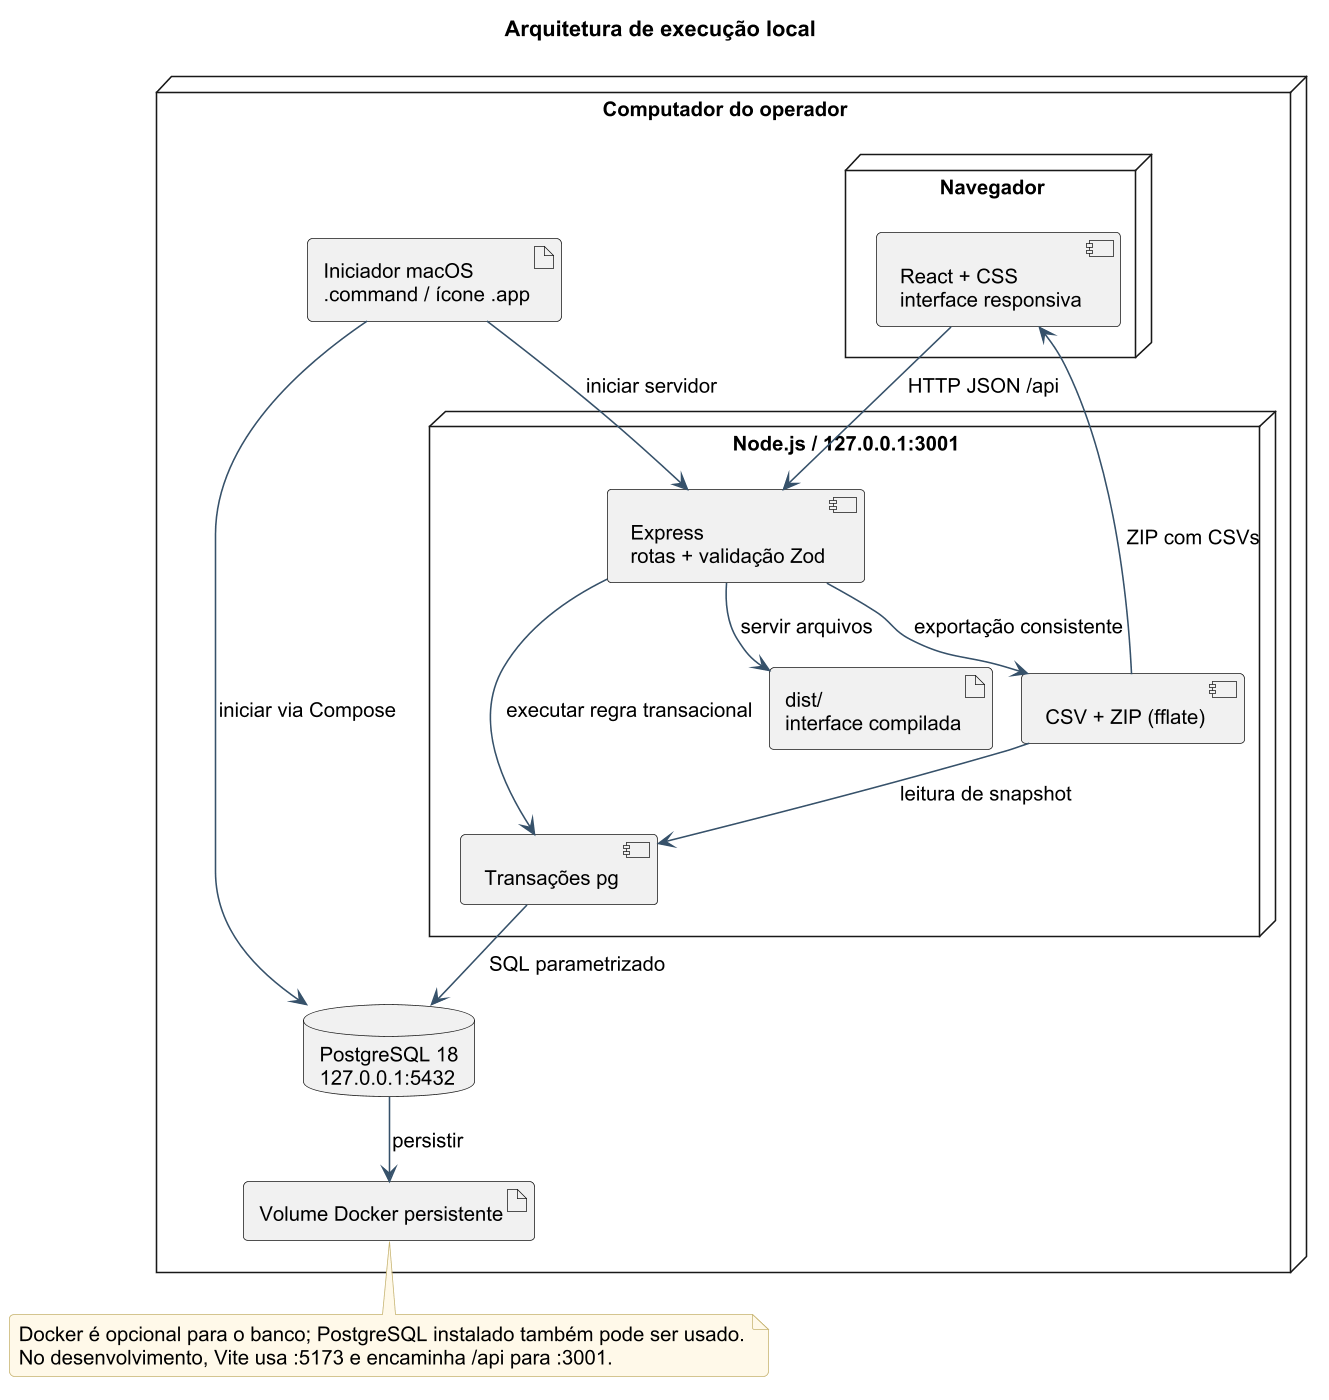 Arquitetura de execução local
Computador do operador
Navegador
React + CSS
interface responsiva
Iniciador macOS
.command / ícone .app
iniciar servidor
HTTP JSON /api
Node.js / 127.0.0.1:3001
Express
rotas + validação Zod
ZIP com CSVs
servir arquivos
exportação consistente
iniciar via Compose
executar regra transacional
dist/
interface compilada
CSV + ZIP (fflate)
leitura de snapshot
Transações pg
SQL parametrizado
PostgreSQL 18
127.0.0.1:5432
persistir
Volume Docker persistente
Docker é opcional para o banco; PostgreSQL instalado também pode ser usado.
No desenvolvimento, Vite usa :5173 e encaminha /api para :3001.